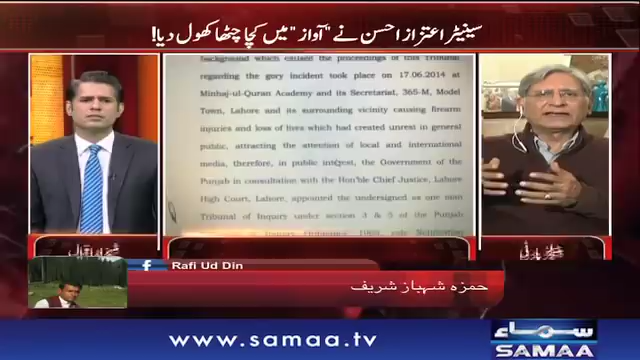 سینیٹر اعتزاز احسن نے "آواز" میں کچا چٹھا کھول دیا!
background which caused the proceedings of this Tribunal
regarding the gory incident took place on 17.06.2014 at
Minhaj-ul-Quran Academy and its Secretariat, 365-M, Model
Town, Lahore and its surrounding vicinity causing firearm
injuries and loss of lives which had created unrest in general
public, attracting the attention of local and international
media, therefore, in public interest, the Government of the
Punjab in consultation with the Hon'ble Chief Justice, Lahore
High Court, Lahore, appointed the undersigned as one man
Tribunal of Inquiry under section 3 & 5 of the Punjab
Rafi Ud Din
حمزہ شہباز شریف
www.samaa.tv
سماء
SAMAA